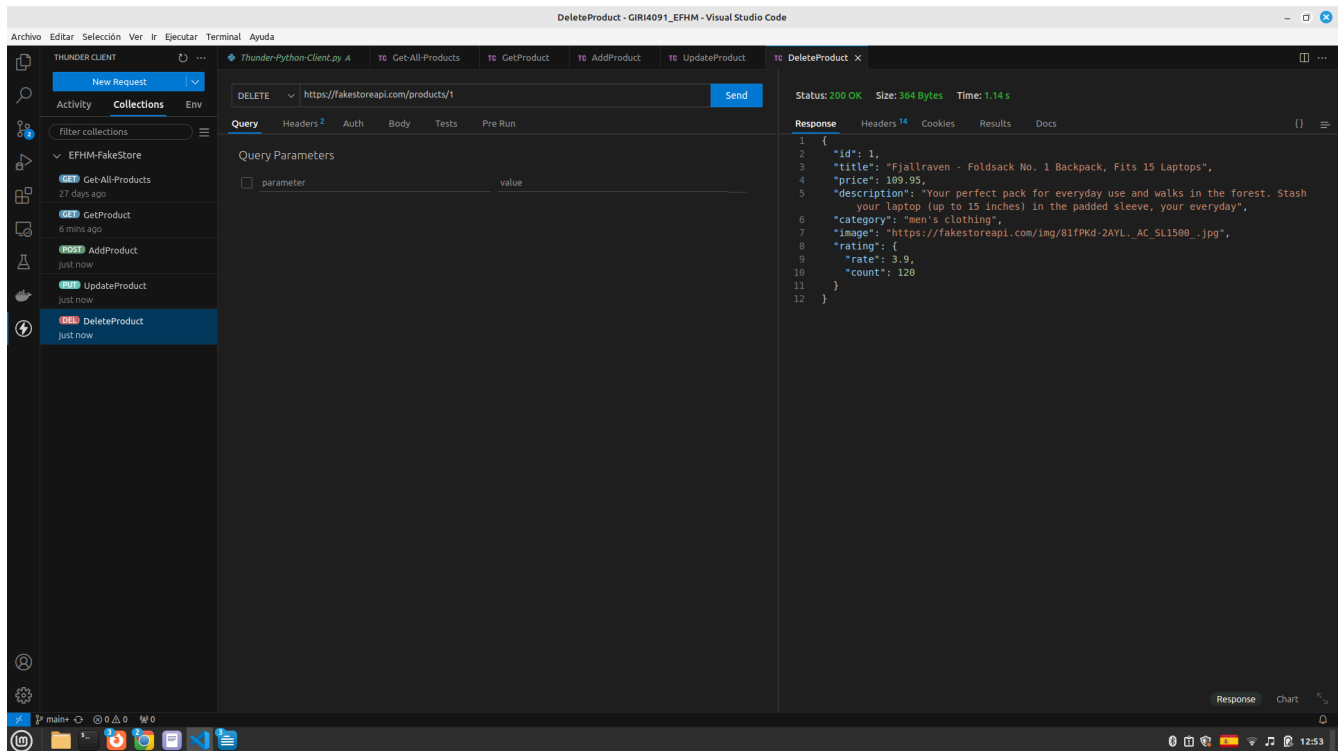 DeleteProduct - GIRI4091_EFHM - Visual Studio Code
Archivo Editar Selección Ver Ir Ejecutar Terminal Ayuda
THUNDER CLIENT
Thunder-Python-Client.py A
TC Get-All-Products
TC GetProduct
TC AddProduct
TC UpdateProduct
TC DeleteProduct
New Request
Activity Collections Env
filter collections
EFHM-FakeStore
GET Get-All-Products
27 days ago
GET GetProduct
6 mins ago
POST AddProduct
just now
PUT UpdateProduct
just now
DEL DeleteProduct
just now
DELETE https://fakestoreapi.com/products/1 Send
Query Headers 2 Auth Body Tests Pre Run
Query Parameters
parameter value
Status: 200 OK Size: 364 Bytes Time: 1.14 s
Response Headers 14 Cookies Results Docs {}
1 {
2 "id": 1,
3 "title": "Fjallraven - Foldsack No. 1 Backpack, Fits 15 Laptops",
4 "price": 109.95,
5 "description": "Your perfect pack for everyday use and walks in the forest. Stash
your laptop (up to 15 inches) in the padded sleeve, your everyday",
6 "category": "men's clothing",
7 "image": "https://fakestoreapi.com/img/81fPKd-2AYL._AC_SL1500_.jpg",
8 "rating": {
9 "rate": 3.9,
10 "count": 120
11 }
12 }
Response Chart
main+ 0 0 0
2
3
2
3
12:53